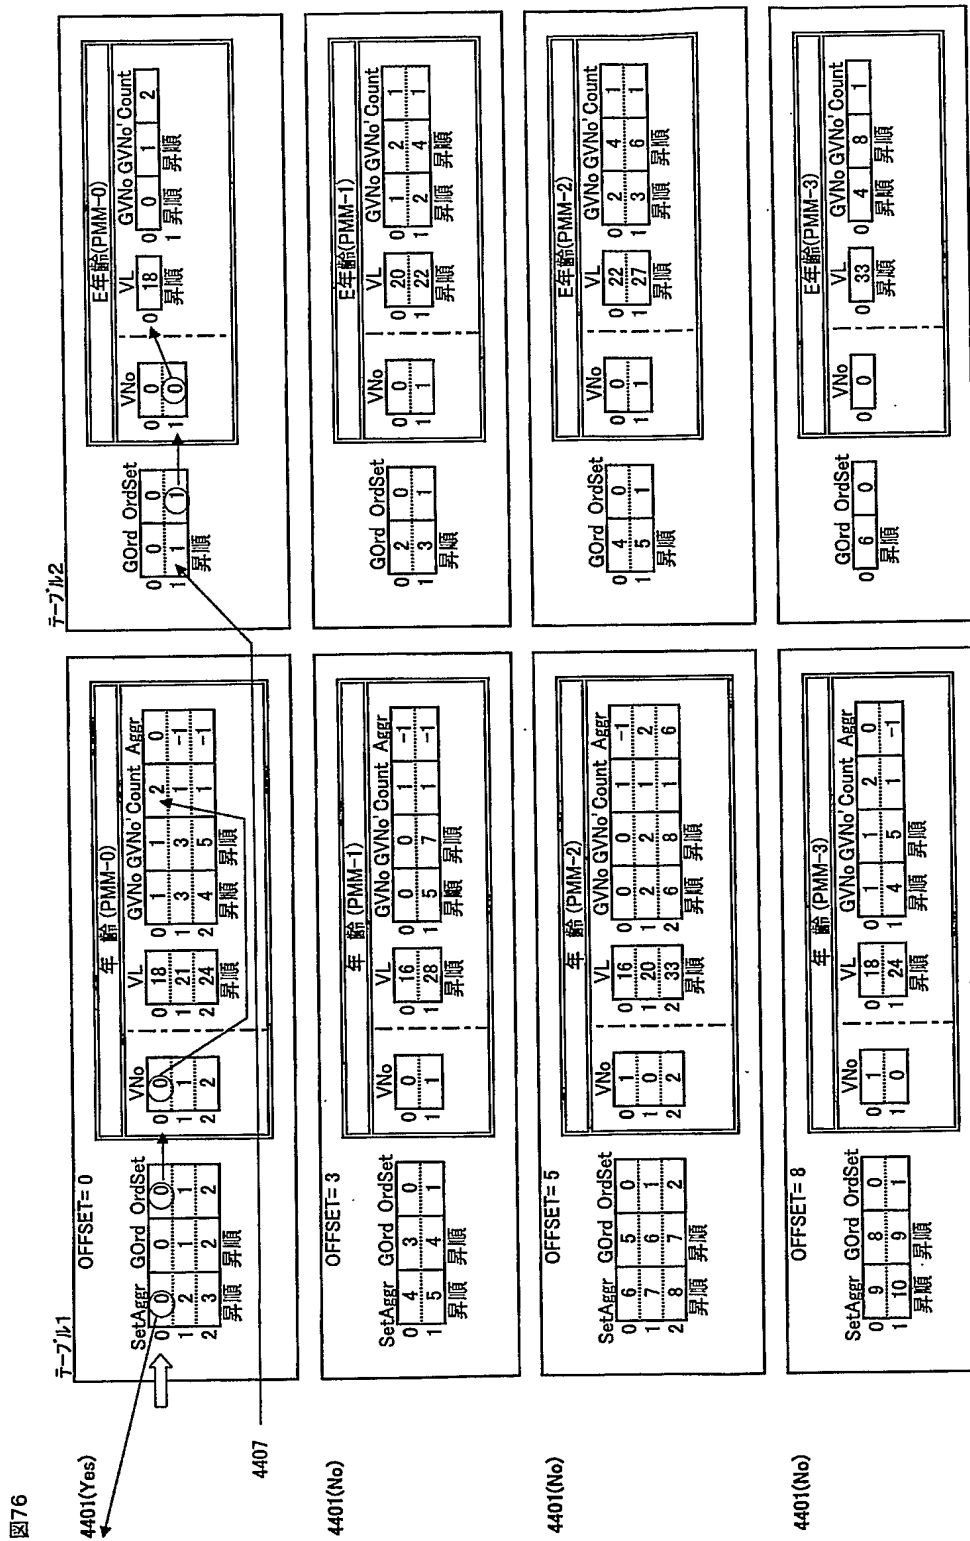 図76
テーブル1
テーブル2
4401(Yes)
OFFSET= 0
SetAggr GOrd OrdSet
0 0 0 0
1 2 1 1
2 3 2 2
昇順 昇順
年 齢 (PMM-0)
VNo
0 0
1 1
2 2
VL
0 18
1 21
2 24
昇順
GVNo GVNo' Count Aggr
0 1 1 2 0
1 3 3 1 -1
2 4 5 1 -1
昇順 昇順
GOrd OrdSet
0 0 0
1 1 1
昇順
E年齢(PMM-0)
VNo
0 0
1 0
VL
0 18
昇順
GVNo GVNo' Count
0 0 1 2
1 昇順 昇順
4407
4401(No)
OFFSET= 3
SetAggr GOrd OrdSet
0 4 3 0
1 5 4 1
昇順 昇順
年 齢 (PMM-1)
VNo
0 0
1 1
VL
0 16
1 28
昇順
GVNo GVNo' Count Aggr
0 0 0 1 -1
1 5 7 1 -1
昇順 昇順
GOrd OrdSet
0 2 0
1 3 1
昇順
E年齢(PMM-1)
VNo
0 0
1 1
VL
0 20
1 22
昇順
GVNo GVNo' Count
0 1 2 1
1 2 4 1
昇順 昇順
4401(No)
OFFSET= 5
SetAggr GOrd OrdSet
0 6 5 0
1 7 6 1
2 8 7 2
昇順 昇順
年 齢 (PMM-2)
VNo
0 1
1 0
2 2
VL
0 16
1 20
2 33
昇順
GVNo GVNo' Count Aggr
0 0 0 1 -1
1 2 2 1 2
2 6 8 1 6
昇順 昇順
GOrd OrdSet
0 4 0
1 5 1
昇順
E年齢(PMM-2)
VNo
0 0
1 1
VL
0 22
1 27
昇順
GVNo GVNo' Count
0 2 4 1
1 3 6 1
昇順 昇順
4401(No)
OFFSET= 8
SetAggr GOrd OrdSet
0 9 8 0
1 10 9 1
昇順 昇順
年 齢 (PMM-3)
VNo
0 1
1 0
VL
0 18
1 24
昇順
GVNo GVNo' Count Aggr
0 1 1 2 0
1 4 5 1 -1
昇順 昇順
GOrd OrdSet
0 6 0
昇順
E年齢(PMM-3)
VNo
0 0
VL
0 33
昇順
GVNo GVNo' Count
0 4 8 1
昇順 昇順